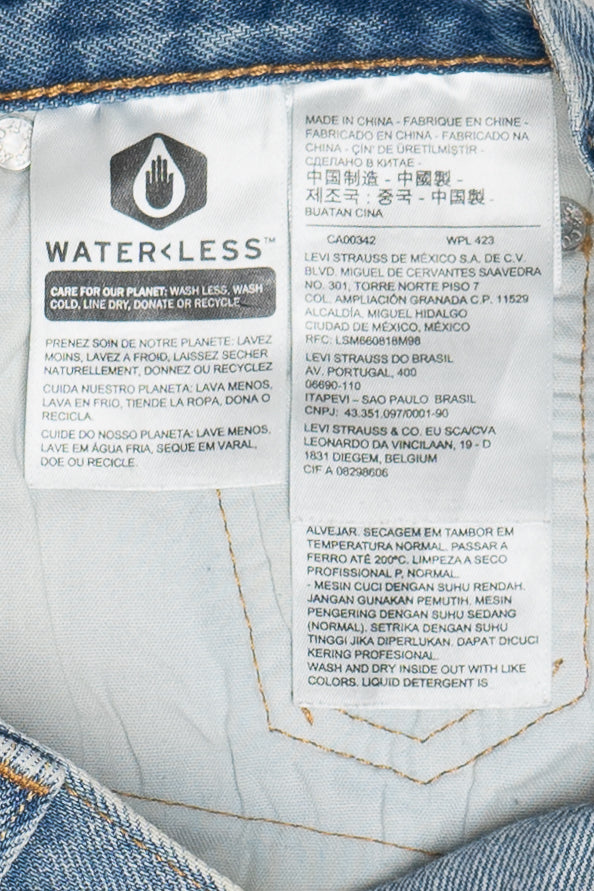 WATER<LESS™
CARE FOR OUR PLANET: WASH LESS, WASH
COLD, LINE DRY, DONATE OR RECYCLE.
PRENEZ SOIN DE NOTRE PLANETE: LAVEZ
MOINS, LAVEZ A FROID, LAISSEZ SECHER
NATURELLEMENT, DONNEZ OU RECYCLEZ
CUIDA NUESTRO PLANETA: LAVA MENOS,
LAVA EN FRIO, TIENDE LA ROPA, DONA O
RECICLA.
CUIDE DO NOSSO PLANETA: LAVE MENOS,
LAVE EM ÁGUA FRIA, SEQUE EM VARAL,
DOE OU RECICLE.
MADE IN CHINA - FABRIQUE EN CHINE -
FABRICADO EN CHINA - FABRICADO NA
CHINA - ÇİN' DE ÜRETİLMİŞTİR -
СДЕЛАНО В КИТАЕ -
中国制造 - 中國製 -
제조국 : 중국 - 中国製 -
BUATAN CINA
CA00342 WPL 423
LEVI STRAUSS DE MÉXICO S.A. DE C.V.
BLVD. MIGUEL DE CERVANTES SAAVEDRA
NO. 301, TORRE NORTE PISO 7
COL. AMPLIACIÓN GRANADA C.P. 11529
ALCALDÍA, MIGUEL HIDALGO
CIUDAD DE MÉXICO, MÉXICO
RFC: LSM660818M98
LEVI STRAUSS DO BRASIL
AV. PORTUGAL, 400
06690-110
ITAPEVI – SAO PAULO BRASIL
CNPJ: 43.351.097/0001-90
LEVI STRAUSS & CO. EU SCA/CVA
LEONARDO DA VINCILAAN, 19 - D
1831 DIEGEM, BELGIUM
CIF A 08298606
ALVEJAR. SECAGEM EM TAMBOR EM
TEMPERATURA NORMAL. PASSAR A
FERRO ATÉ 200ºC. LIMPEZA A SECO
PROFISSIONAL P, NORMAL.
- MESIN CUCI DENGAN SUHU RENDAH.
JANGAN GUNAKAN PEMUTIH. MESIN
PENGERING DENGAN SUHU SEDANG
(NORMAL). SETRIKA DENGAN SUHU
TINGGI JIKA DIPERLUKAN. DAPAT DICUCI
KERING PROFESIONAL.
WASH AND DRY INSIDE OUT WITH LIKE
COLORS. LIQUID DETERGENT IS